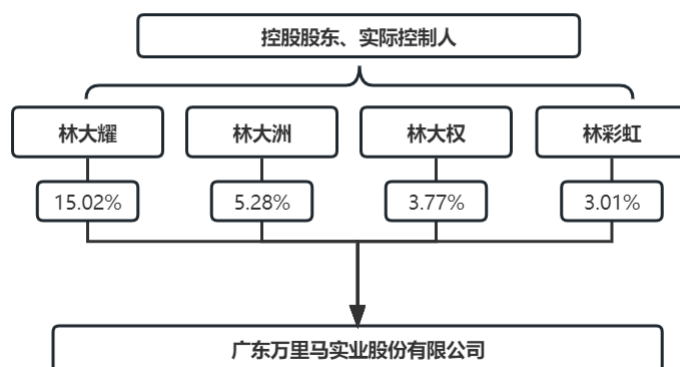 控股股东、实际控制人
林大耀
林大洲
林大权
林彩虹
15.02%
5.28%
3.77%
3.01%
广东万里马实业股份有限公司